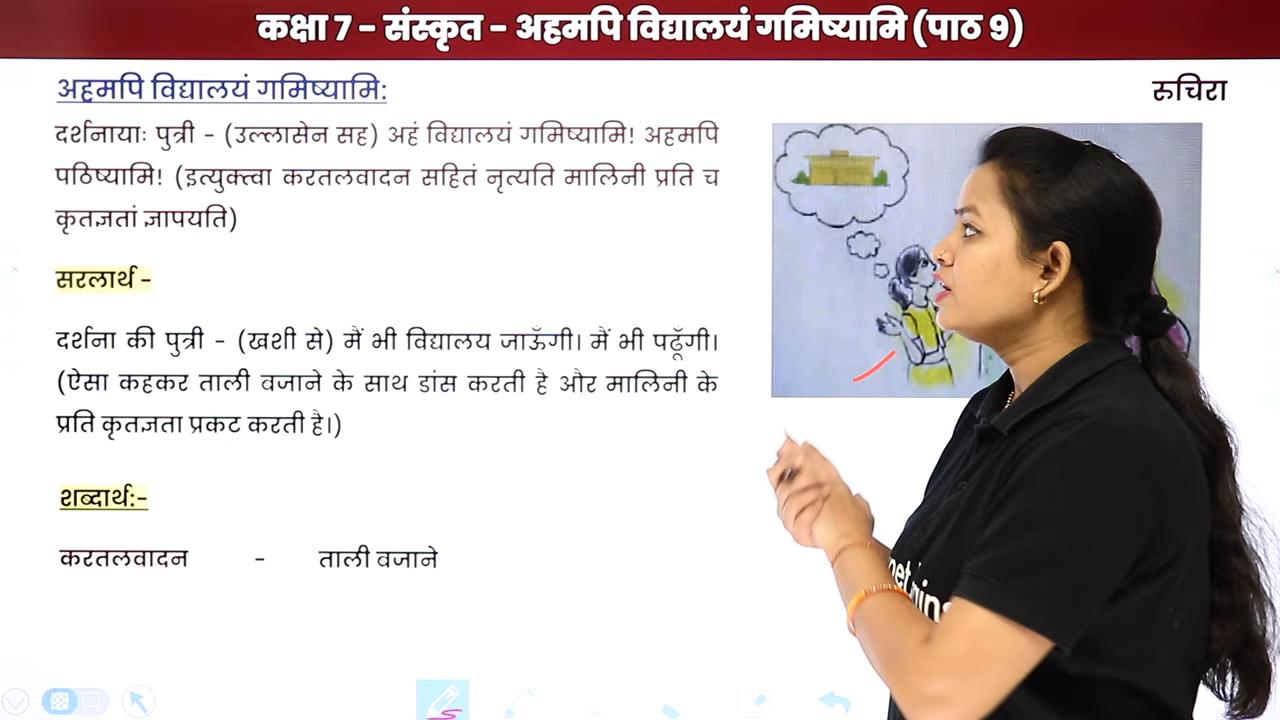 कक्षा 7 - संस्कृत - अहमपि विद्यालयं गमिष्यामि (पाठ 9)
अहमपि विद्यालयं गमिष्यामि:
रुचिरा
दर्शनायाः पुत्री - (उल्लासेन सह) अहं विद्यालयं गमिष्यामि! अहमपि
पठिष्यामि! (इत्युक्त्वा करतलवादन सहितं नृत्यति मालिनी प्रति च
कृतज्ञतां ज्ञापयति)
सरलार्थ -
दर्शना की पुत्री - (खशी से) मैं भी विद्यालय जाऊँगी। मैं भी पढ़ूँगी।
(ऐसा कहकर ताली बजाने के साथ डांस करती है और मालिनी के
प्रति कृतज्ञता प्रकट करती है।)
शब्दार्थ:-
करतलवादन - ताली बजाने